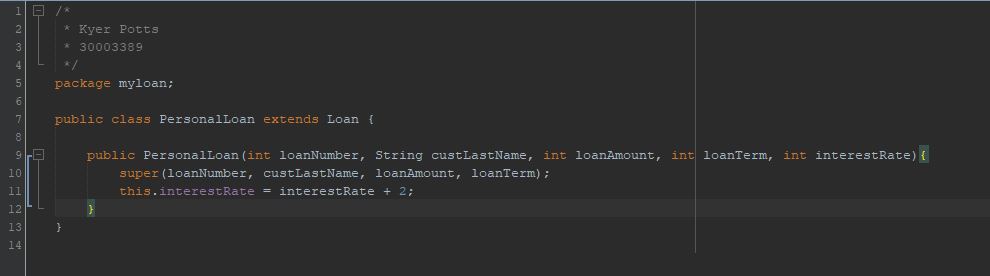 1 /*
2  * Kyer Potts
3  * 30003389
4  */
5 package myloan;
6
7 public class PersonalLoan extends Loan {
8
9     public PersonalLoan(int loanNumber, String custLastName, int loanAmount, int loanTerm, int interestRate){
10         super(loanNumber, custLastName, loanAmount, loanTerm);
11         this.interestRate = interestRate + 2;
12     }
13 }
14